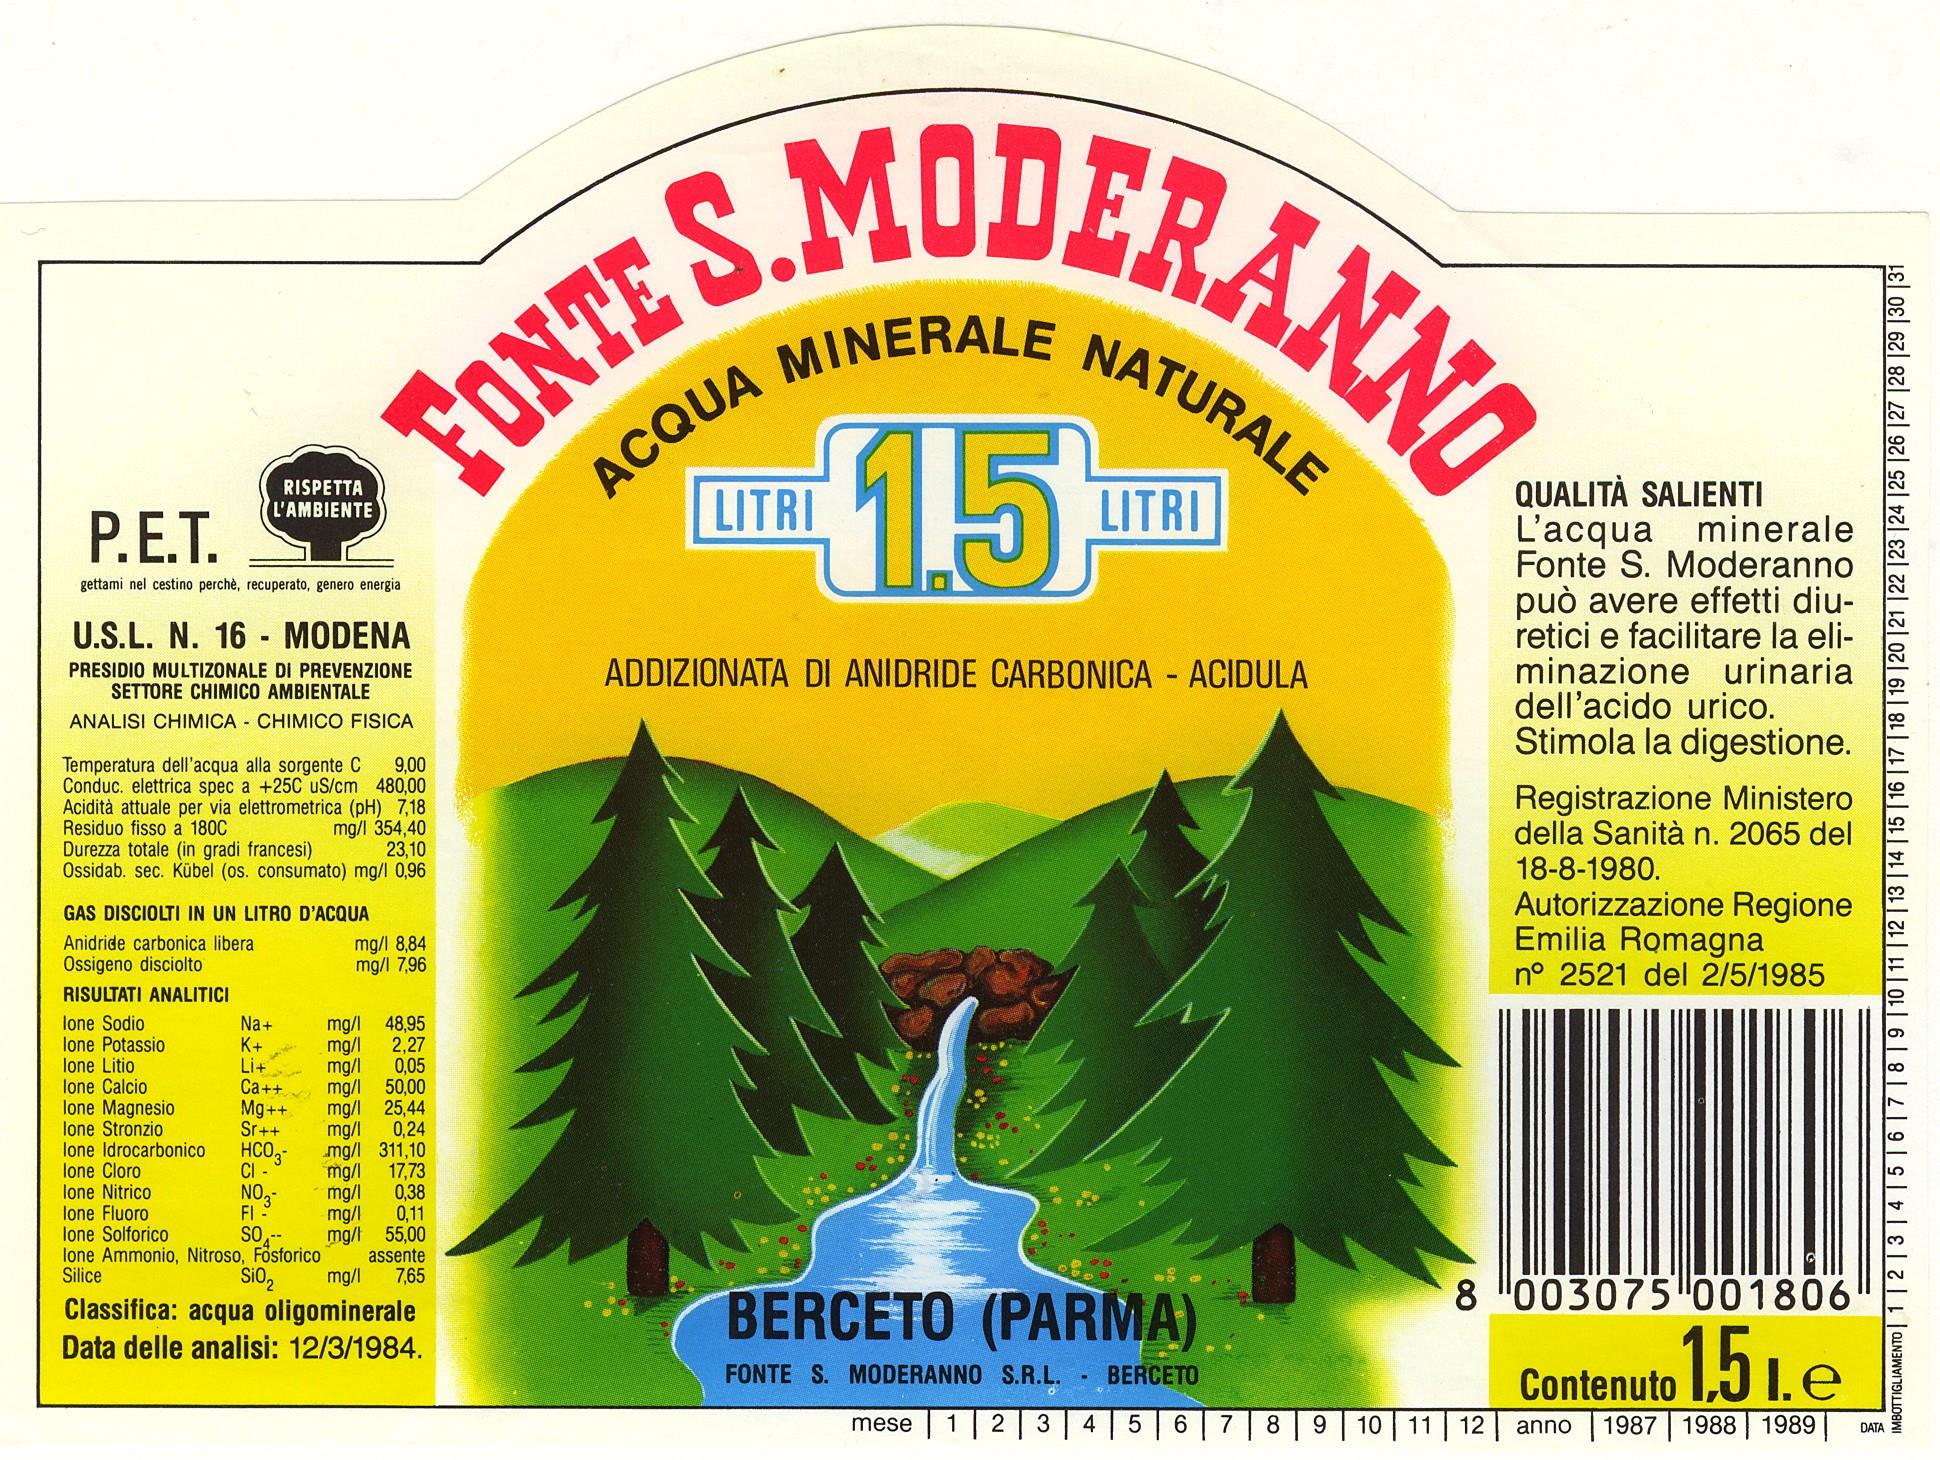 FONTE S. MODERANNO
ACQUA MINERALE NATURALE
LITRI 1.5 LITRI
ADDIZIONATA DI ANIDRIDE CARBONICA - ACIDULA
BERCETO (PARMA)
FONTE S. MODERANNO S.R.L. - BERCETO
P.E.T.
RISPETTA
L'AMBIENTE
gettami nel cestino perchè, recuperato, genero energia
U.S.L. N. 16 - MODENA
PRESIDIO MULTIZONALE DI PREVENZIONE
SETTORE CHIMICO AMBIENTALE
ANALISI CHIMICA - CHIMICO FISICA
Temperatura dell'acqua alla sorgente C 9,00
Conduc. elettrica spec a +25C uS/cm 480,00
Acidità attuale per via elettrometrica (pH) 7,18
Residuo fisso a 180C mg/l 354,40
Durezza totale (in gradi francesi) 23,10
Ossidab. sec. Kübel (os. consumato) mg/l 0,96
GAS DISCIOLTI IN UN LITRO D'ACQUA
Anidride carbonica libera mg/l 8,84
Ossigeno disciolto mg/l 7,96
RISULTATI ANALITICI
Ione Sodio Na+ mg/l 48,95
Ione Potassio K+ mg/l 2,27
Ione Litio Li+ mg/l 0,05
Ione Calcio Ca++ mg/l 50,00
Ione Magnesio Mg++ mg/l 25,44
Ione Stronzio Sr++ mg/l 0,24
Ione Idrocarbonico HCO3- mg/l 311,10
Ione Cloro Cl - mg/l 17,73
Ione Nitrico NO3- mg/l 0,38
Ione Fluoro Fl - mg/l 0,11
Ione Solforico SO4-- mg/l 55,00
Ione Ammonio, Nitroso, Fosforico assente
Silice SiO2 mg/l 7,65
Classifica: acqua oligominerale
Data delle analisi: 12/3/1984.
QUALITÀ SALIENTI
L'acqua minerale
Fonte S. Moderanno
può avere effetti diu-
retici e facilitare la eli-
minazione urinaria
dell'acido urico.
Stimola la digestione.
Registrazione Ministero
della Sanità n. 2065 del
18-8-1980.
Autorizzazione Regione
Emilia Romagna
nº 2521 del 2/5/1985
8 003075 001806
Contenuto 1,5 l. e
mese | 1 | 2 | 3 | 4 | 5 | 6 | 7 | 8 | 9 | 10 | 11 | 12 | anno | 1987 | 1988 | 1989 |
DATA IMBOTTIGLIAMENTO | 1 | 2 | 3 | 4 | 5 | 6 | 7 | 8 | 9 | 10 | 11 | 12 | 13 | 14 | 15 | 16 | 17 | 18 | 19 | 20 | 21 | 22 | 23 | 24 | 25 | 26 | 27 | 28 | 29 | 30 | 31